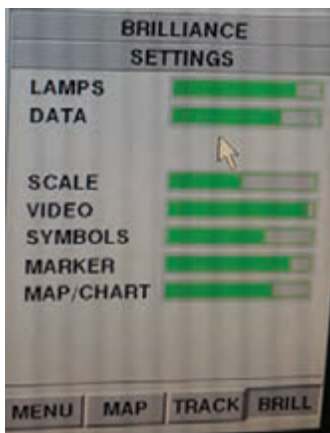 BRILLIANCE
SETTINGS
LAMPS
DATA
SCALE
VIDEO
SYMBOLS
MARKER
MAP/CHART
MENU MAP TRACK BRILL